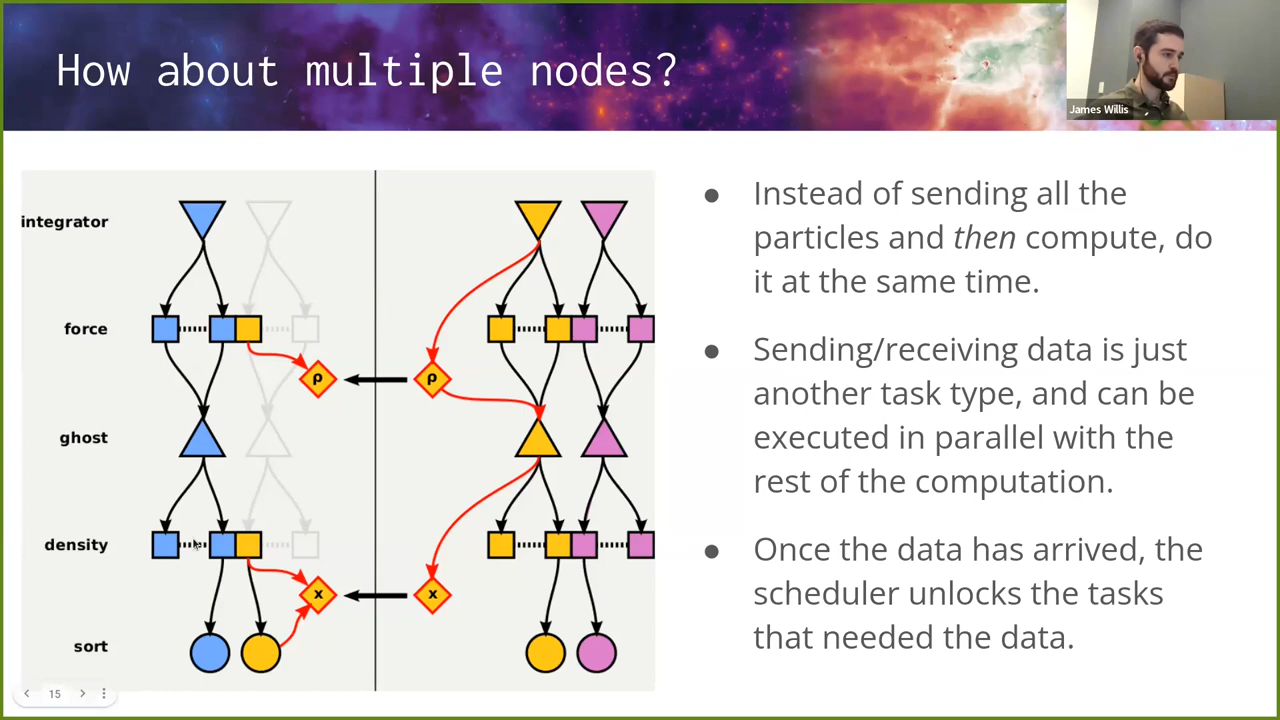 How about multiple nodes?
James Willis
integrator
force
ρ
ρ
ghost
density
x
x
sort
15
● Instead of sending all the
particles and then compute, do
it at the same time.
● Sending/receiving data is just
another task type, and can be
executed in parallel with the
rest of the computation.
● Once the data has arrived, the
scheduler unlocks the tasks
that needed the data.